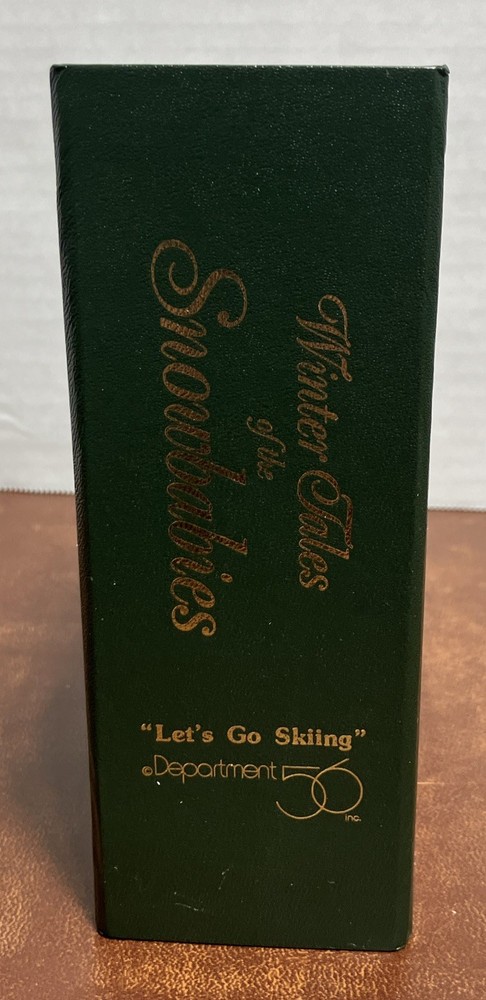 Winter Tales
of the
Snowbabies
"Let's Go Skiing"
© Department 56
Inc.